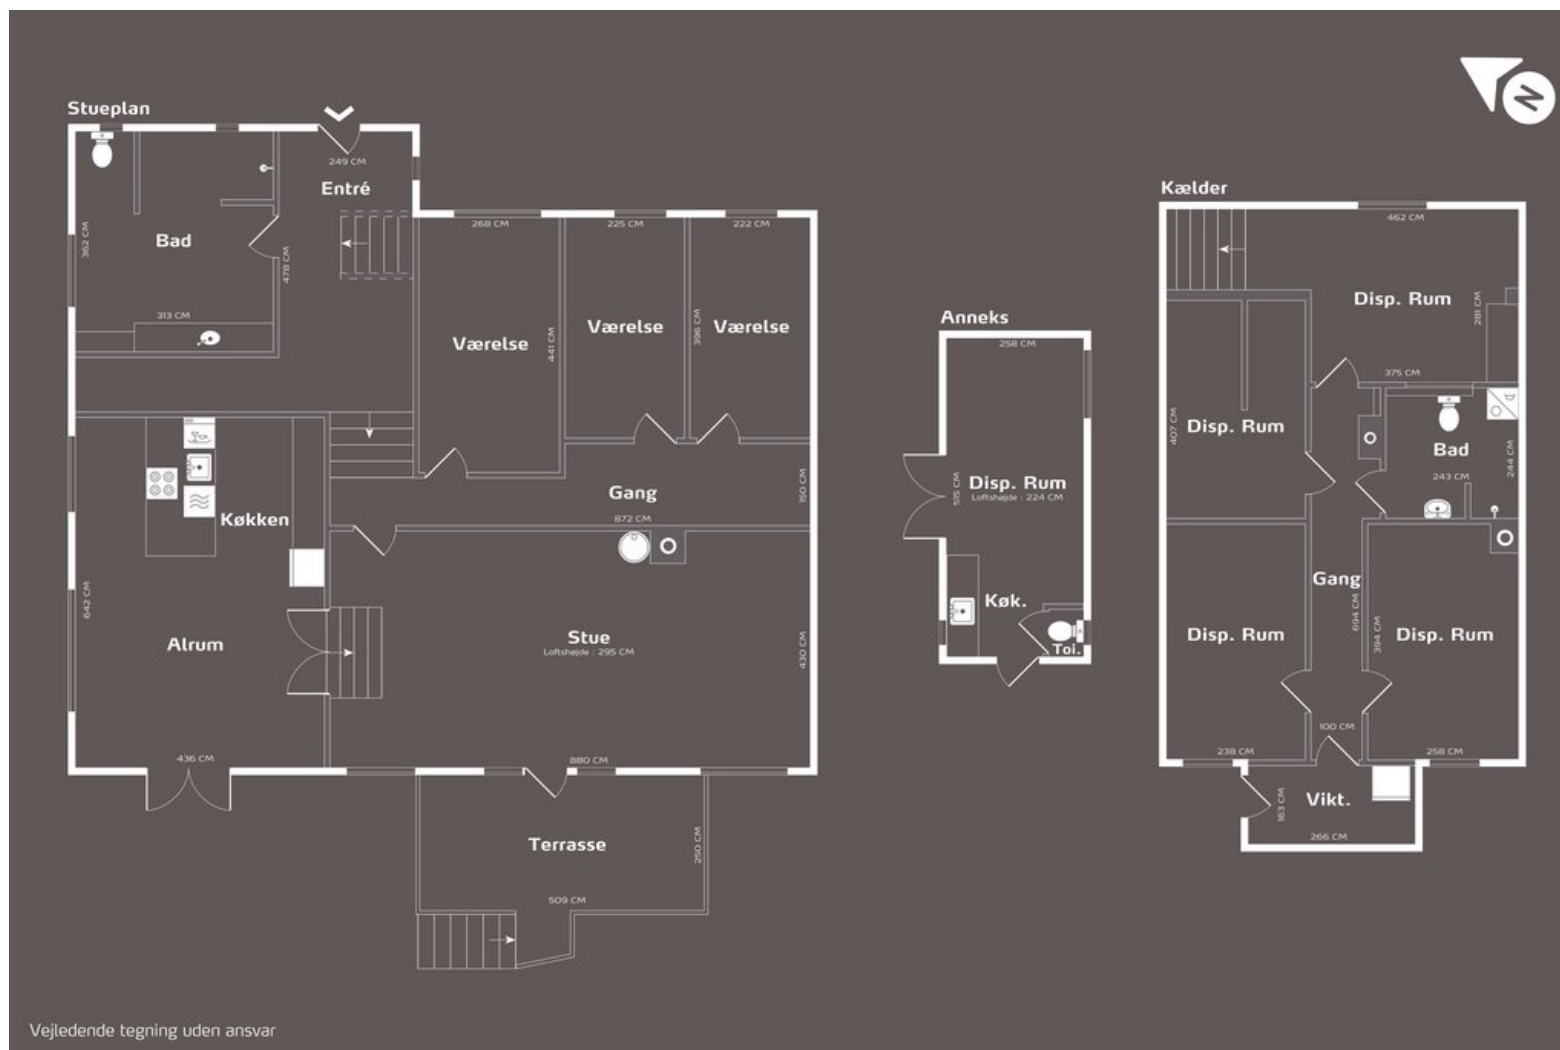 Stueplan
249 CM
Entré
362 CM
Bad
478 CM
313 CM
268 CM
225 CM
222 CM
Værelse
441 CM
Værelse
396 CM
Værelse
Køkken
Gang
872 CM
150 CM
642 CM
Alrum
436 CM
Stue
Loftshøjde : 295 CM
430 CM
880 CM
Terrasse
250 CM
509 CM
Anneks
258 CM
515 CM
Disp. Rum
Loftshøjde : 224 CM
Køk.
Toi.
Kælder
462 CM
Disp. Rum
281 CM
375 CM
407 CM
Disp. Rum
Bad
243 CM
244 CM
Gang
694 CM
Disp. Rum
394 CM
Disp. Rum
100 CM
238 CM
258 CM
163 CM
Vikt.
266 CM
N
Vejledende tegning uden ansvar